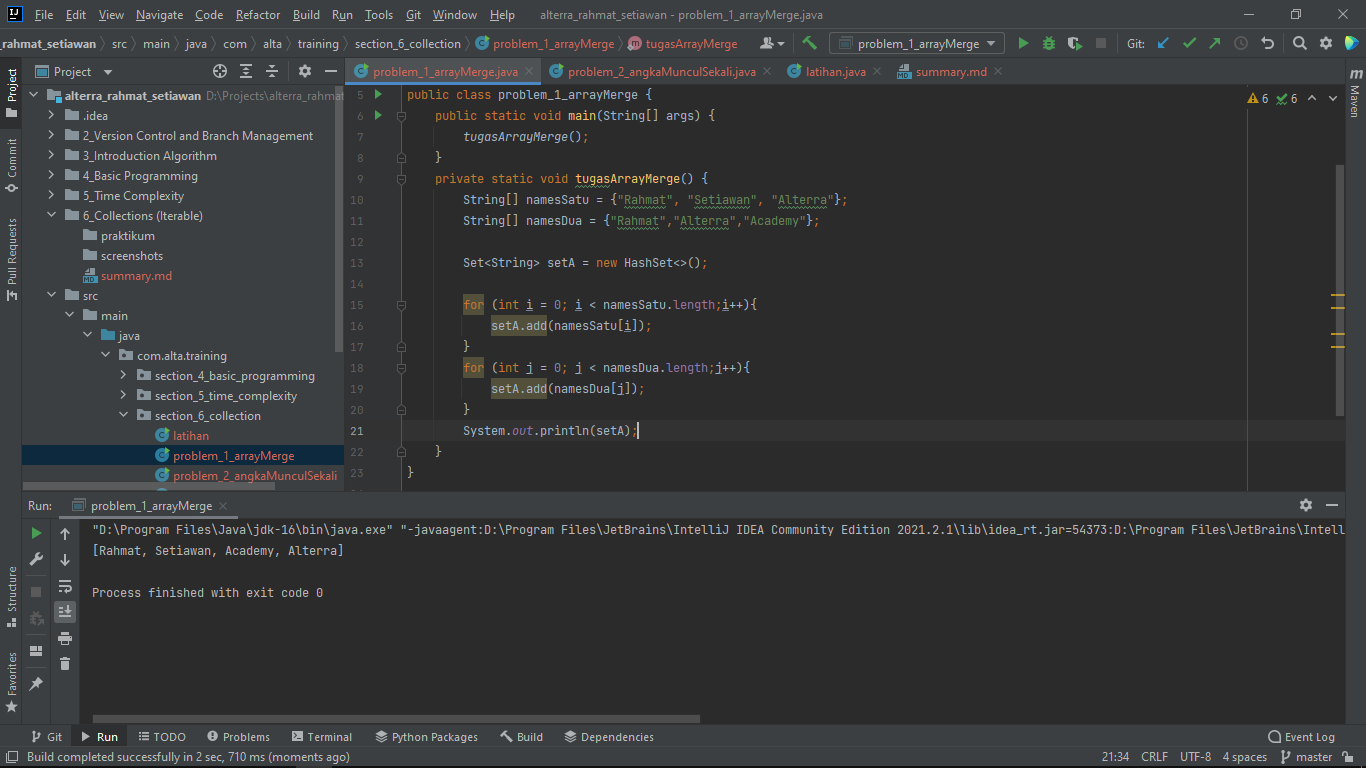 File Edit View Navigate Code Refactor Build Run Tools Git Window Help alterra_rahmat_setiawan - problem_1_arrayMerge.java
_rahmat_setiawan src main java com alta training section_6_collection problem_1_arrayMerge tugasArrayMerge problem_1_arrayMerge Git:
Project
problem_1_arrayMerge.java problem_2_angkaMunculSekali.java latihan.java summary.md
Project
Commit
Pull Requests
Structure
Favorites
Maven
alterra_rahmat_setiawan D:\Projects\alterra_rahmat
.idea
2_Version Control and Branch Management
3_Introduction Algorithm
4_Basic Programming
5_Time Complexity
6_Collections (Iterable)
praktikum
screenshots
summary.md
src
main
java
com.alta.training
section_4_basic_programming
section_5_time_complexity
section_6_collection
latihan
problem_1_arrayMerge
problem_2_angkaMunculSekali
6 6
5 public class problem_1_arrayMerge {
6 public static void main(String[] args) {
7 tugasArrayMerge();
8 }
9 private static void tugasArrayMerge() {
10 String[] namesSatu = {"Rahmat", "Setiawan", "Alterra"};
11 String[] namesDua = {"Rahmat","Alterra","Academy"};
12
13 Set<String> setA = new HashSet<>();
14
15 for (int i = 0; i < namesSatu.length;i++){
16 setA.add(namesSatu[i]);
17 }
18 for (int j = 0; j < namesDua.length;j++){
19 setA.add(namesDua[j]);
20 }
21 System.out.println(setA);
22 }
23 }
Run: problem_1_arrayMerge
"D:\Program Files\Java\jdk-16\bin\java.exe" "-javaagent:D:\Program Files\JetBrains\IntelliJ IDEA Community Edition 2021.2.1\lib\idea_rt.jar=54373:D:\Program Files\JetBrains\Intell
[Rahmat, Setiawan, Academy, Alterra]
Process finished with exit code 0
Git Run TODO Problems Terminal Python Packages Build Dependencies Event Log
Build completed successfully in 2 sec, 710 ms (moments ago) 21:34 CRLF UTF-8 4 spaces master